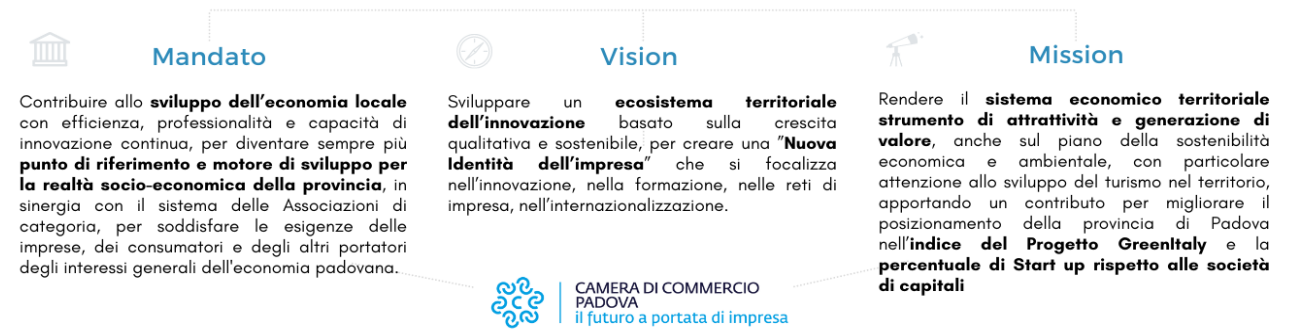 Mandato
Contribuire allo sviluppo dell’economia locale
con efficienza, professionalità e capacità di
innovazione continua, per diventare sempre più
punto di riferimento e motore di sviluppo per
la realtà socio-economica della provincia, in
sinergia con il sistema delle Associazioni di
categoria, per soddisfare le esigenze delle
imprese, dei consumatori e degli altri portatori
degli interessi generali dell'economia padovana.
Vision
Sviluppare un ecosistema territoriale
dell’innovazione basato sulla crescita
qualitativa e sostenibile, per creare una ”Nuova
Identità dell’impresa” che si focalizza
nell’innovazione, nella formazione, nelle reti di
impresa, nell’internazionalizzazione.
Mission
Rendere il sistema economico territoriale
strumento di attrattività e generazione di
valore, anche sul piano della sostenibilità
economica e ambientale, con particolare
attenzione allo sviluppo del turismo nel territorio,
apportando un contributo per migliorare il
posizionamento della provincia di Padova
nell’indice del Progetto GreenItaly e la
percentuale di Start up rispetto alle società
di capitali
CAMERA DI COMMERCIO
PADOVA
il futuro a portata di impresa